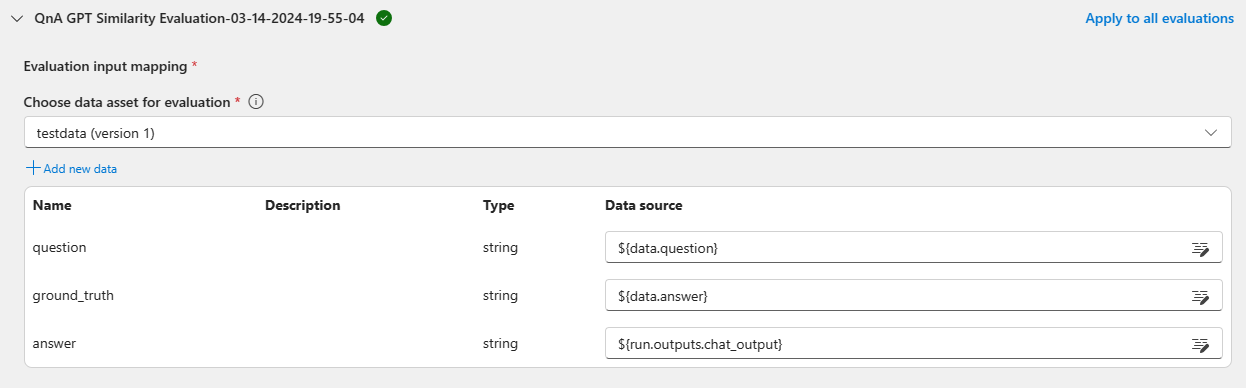 QnA GPT Similarity Evaluation-03-14-2024-19-55-04 Apply to all evaluations
Evaluation input mapping *
Choose data asset for evaluation *
testdata (version 1)
Add new data
Name Description Type Data source
question string ${data.question}
ground_truth string ${data.answer}
answer string ${run.outputs.chat_output}